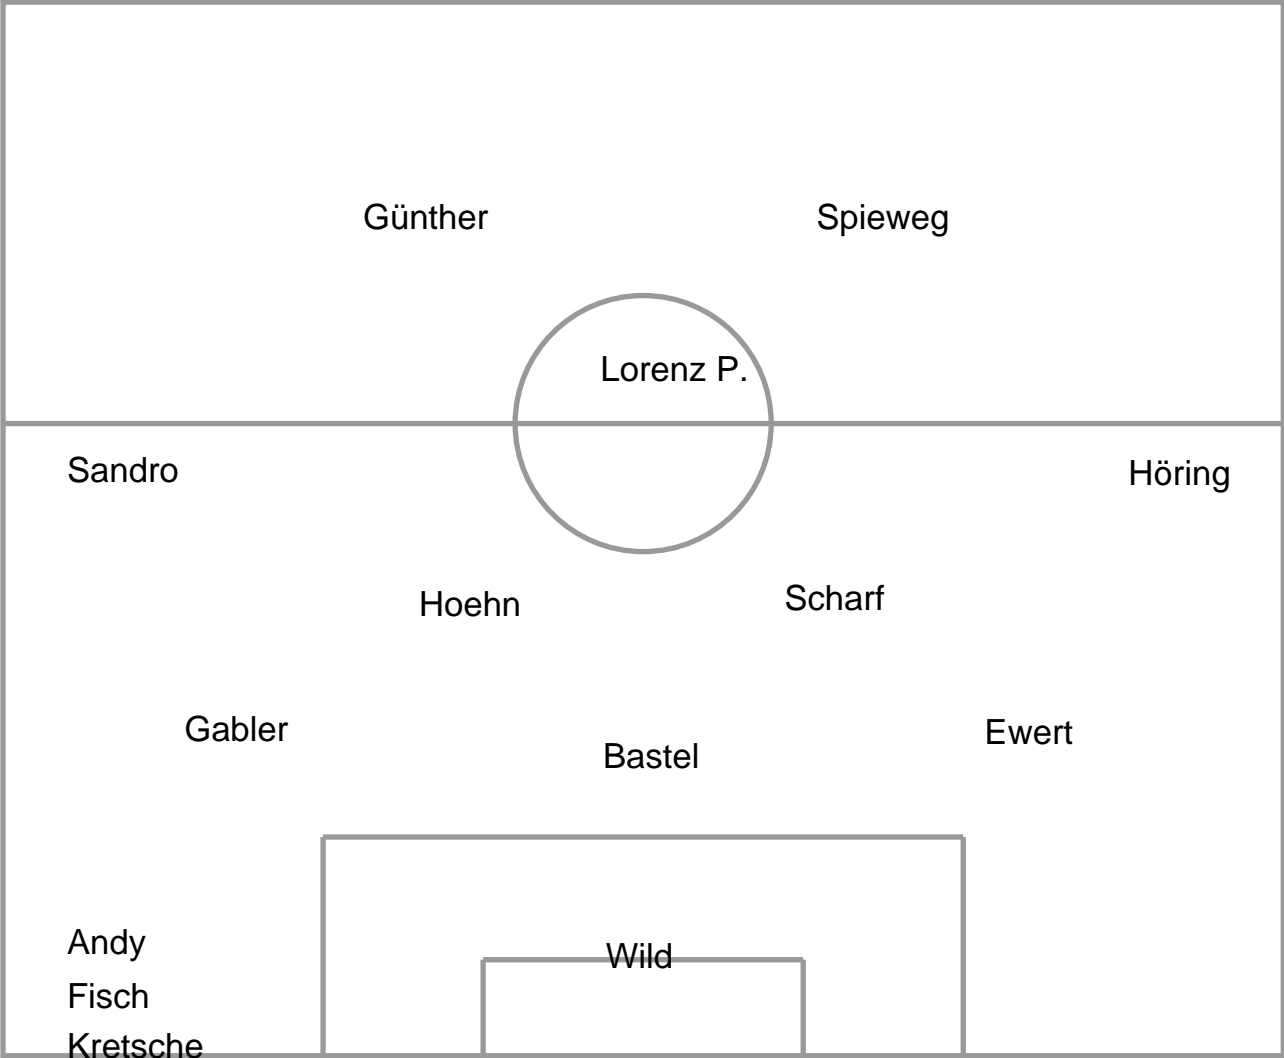 Günther Spieweg
Lorenz P.
Sandro Höring
Hoehn Scharf
Gabler Bastel Ewert
Andy
Wild
Fisch
Kretsche